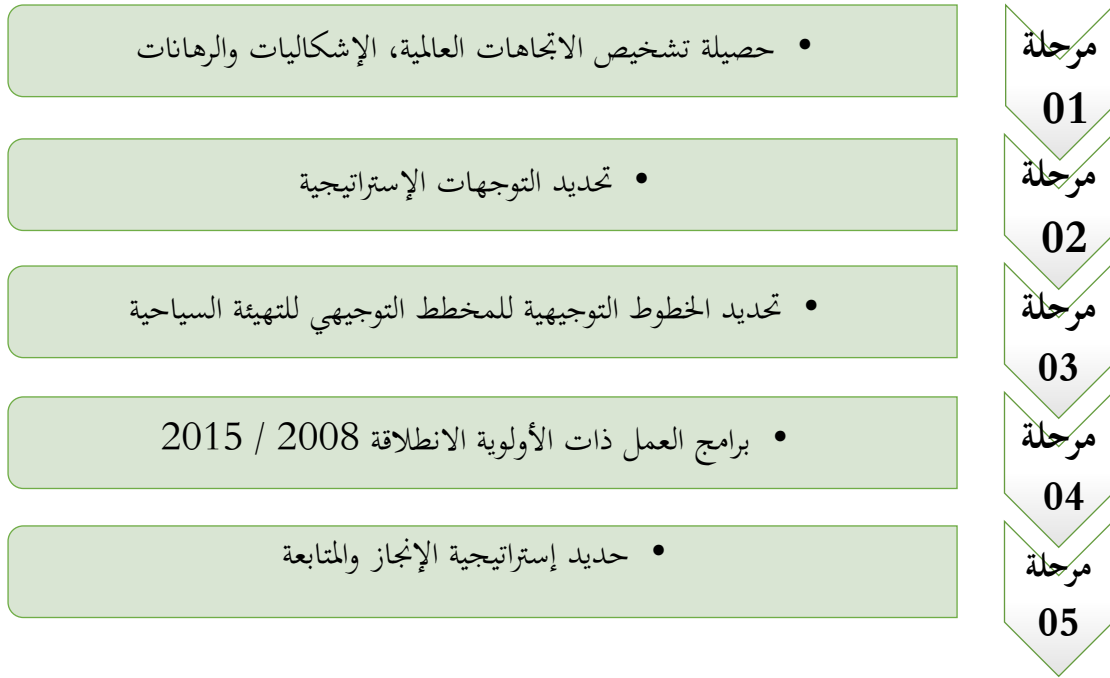 مرحلة
01
• حصيلة تشخيص الاتجاهات العالمية، الإشكاليات والرهانات
مرحلة
02
• تحديد التوجهات الإستراتيجية
مرحلة
03
• تحديد الخطوط التوجيهية للمخطط التوجيهي للتهيئة السياحية
مرحلة
04
• برامج العمل ذات الأولوية الانطلاقة 2008 / 2015
مرحلة
05
• حديد إستراتيجية الإنجاز والمتابعة